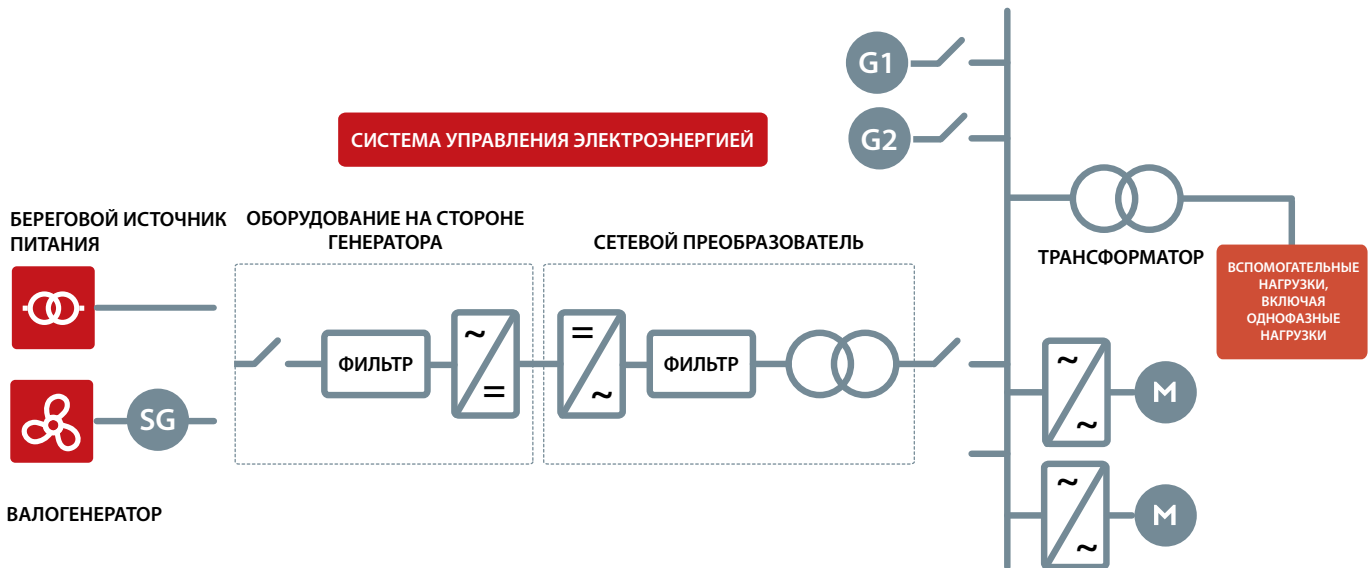 G1
СИСТЕМА УПРАВЛЕНИЯ ЭЛЕКТРОЭНЕРГИЕЙ
G2
БЕРЕГОВОЙ ИСТОЧНИК
ПИТАНИЯ
ОБОРУДОВАНИЕ НА СТОРОНЕ
ГЕНЕРАТОРА
СЕТЕВОЙ ПРЕОБРАЗОВАТЕЛЬ
ТРАНСФОРМАТОР
ВСПОМОГАТЕЛЬНЫЕ
НАГРУЗКИ,
ВКЛЮЧАЯ
ОДНОФАЗНЫЕ
НАГРУЗКИ
ФИЛЬТР
~
=
=
~
ФИЛЬТР
~
~
M
SG
ВАЛОГЕНЕРАТОР
~
~
M